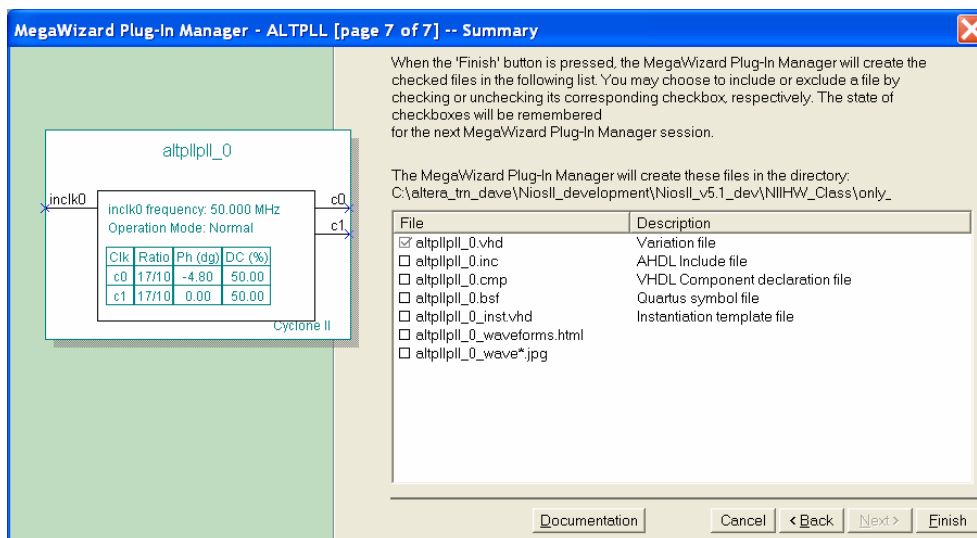 MegaWizard Plug-In Manager - ALTPLL [page 7 of 7] -- Summary
When the 'Finish' button is pressed, the MegaWizard Plug-In Manager will create the
checked files in the following list. You may choose to include or exclude a file by
checking or unchecking its corresponding checkbox, respectively. The state of
checkboxes will be remembered
for the next MegaWizard Plug-In Manager session.
The MegaWizard Plug-In Manager will create these files in the directory:
C:\altera_trn_dave\NiosII_development\NiosII_v5.1_dev\NIIHW_Class\only_
altpllpll_0
inclk0
c0
c1
inclk0 frequency: 50.000 MHz
Operation Mode: Normal
Clk Ratio Ph (dg) DC (%)
c0 17/10 -4.80 50.00
c1 17/10 0.00 50.00
Cyclone II
File Description
altpllpll_0.vhd Variation file
altpllpll_0.inc AHDL Include file
altpllpll_0.cmp VHDL Component declaration file
altpllpll_0.bsf Quartus symbol file
altpllpll_0_inst.vhd Instantiation template file
altpllpll_0_waveforms.html
altpllpll_0_wave*.jpg
Documentation Cancel < Back Next > Finish